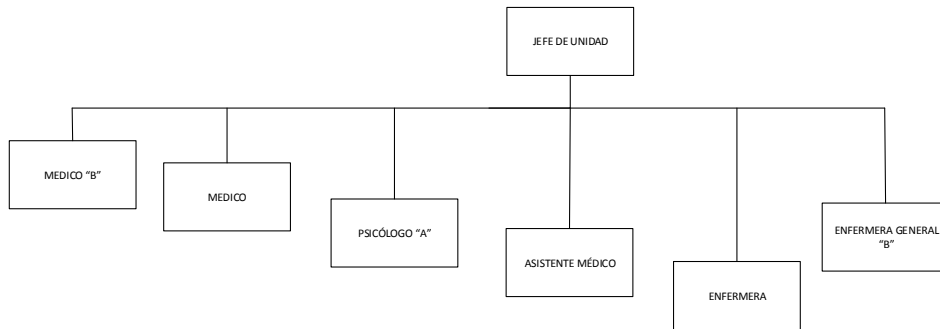 JEFE DE UNIDAD
MEDICO “B”
MEDICO
PSICÓLOGO “A”
ASISTENTE MÉDICO
ENFERMERA
ENFERMERA GENERAL
“B”